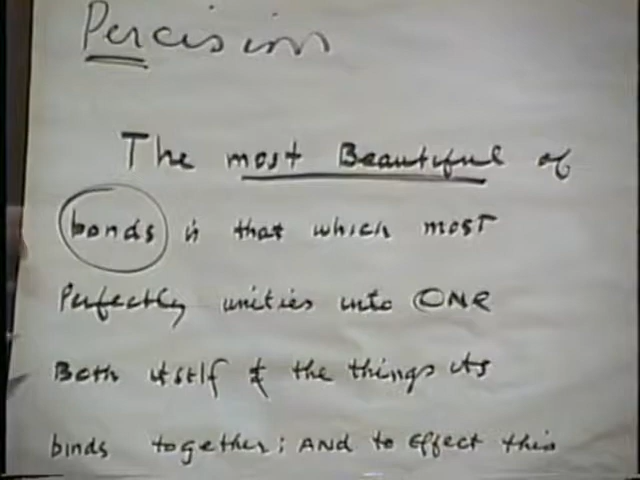 Percision
The most Beautiful of
bonds is that which most
Perfectly unities into ONE
Both itself & the things its
binds together; AND to effect this